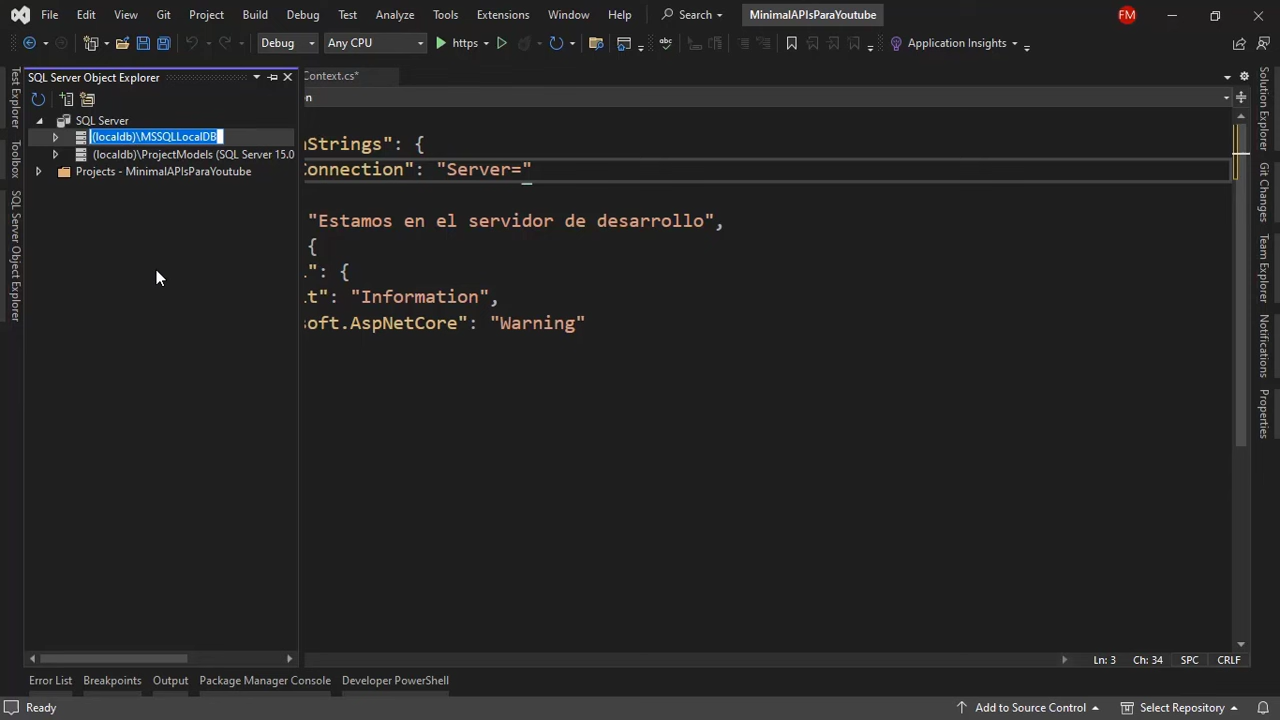 File Edit View Git Project Build Debug Test Analyze Tools Extensions Window Help Search MinimalAPIsParaYoutube FM
Debug Any CPU https Application Insights
SQL Server Object Explorer
Context.cs*
on
SQL Server
(localdb)\MSSQLLocalDB
(localdb)\ProjectModels (SQL Server 15.0
Projects - MinimalAPIsParaYoutube
nStrings": {
Connection": "Server="
"Estamos en el servidor de desarrollo",
{
": {
t": "Information",
soft.AspNetCore": "Warning"
Test Explorer
Toolbox
SQL Server Object Explorer
Solution Explorer
Git Changes
Team Explorer
Notifications
Properties
Ln: 3 Ch: 34 SPC CRLF
Error List Breakpoints Output Package Manager Console Developer PowerShell
Ready Add to Source Control Select Repository